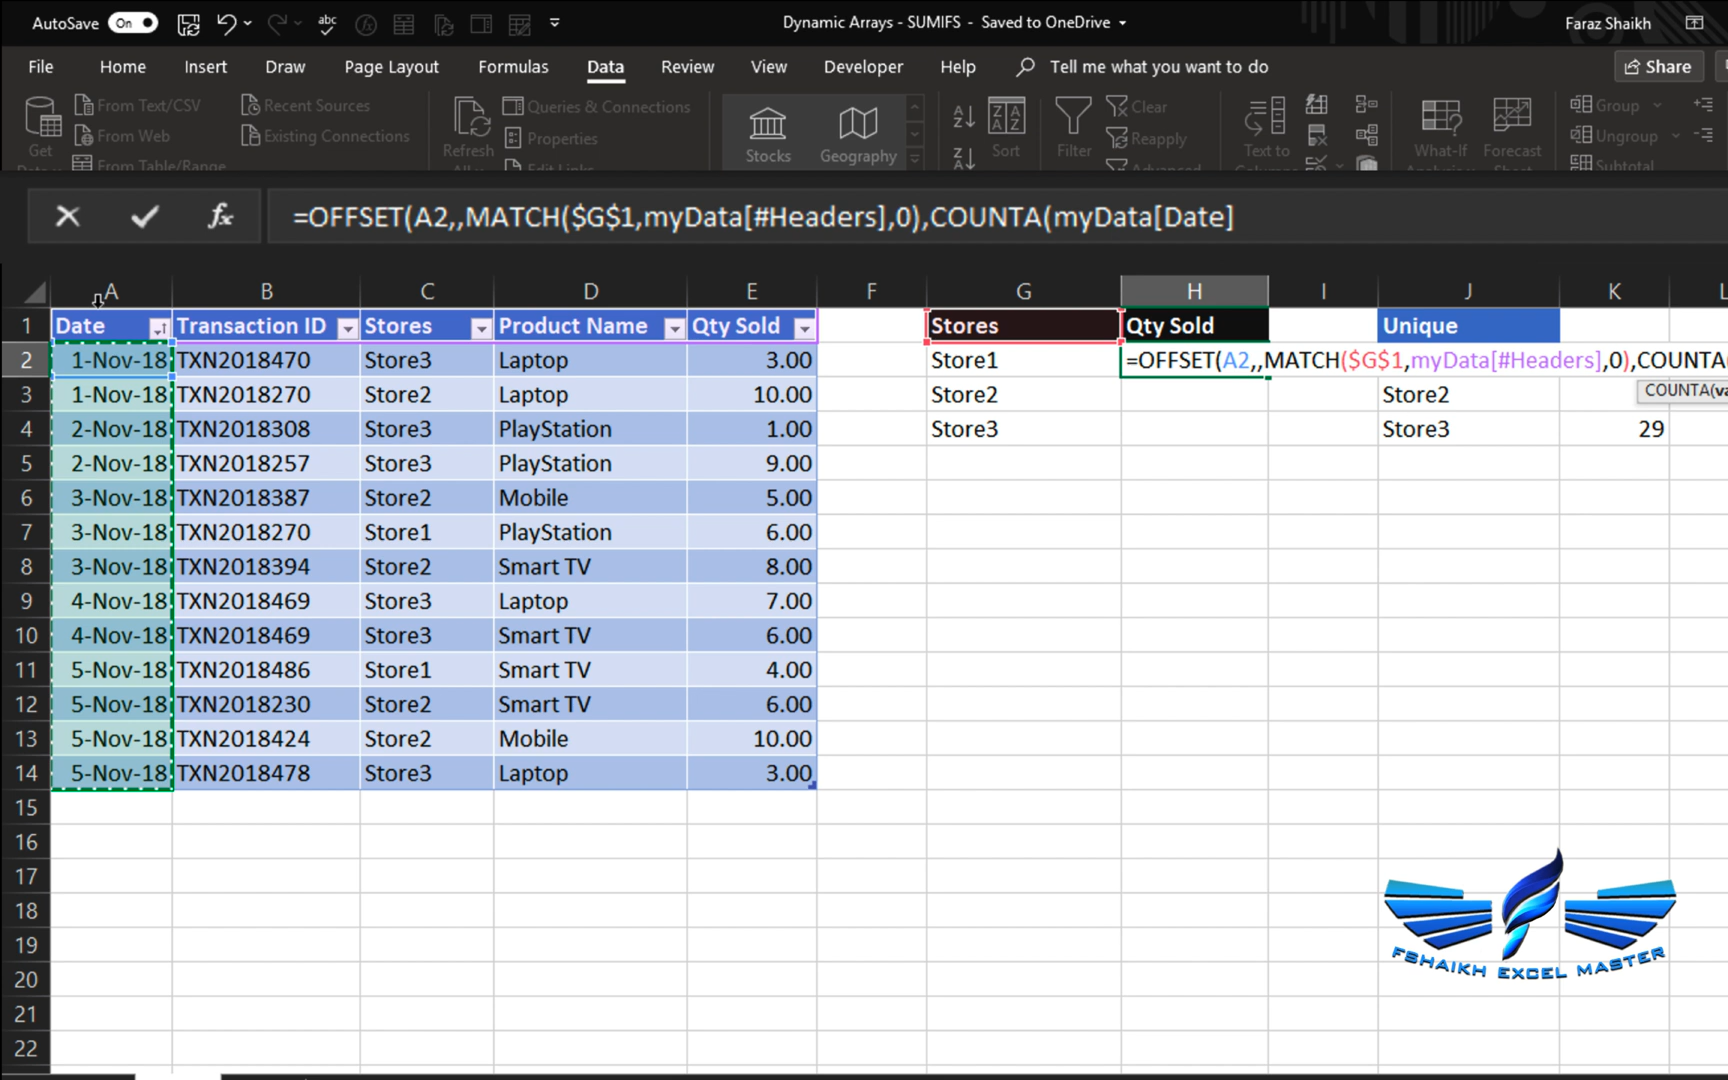 AutoSave On abc Dynamic Arrays - SUMIFS - Saved to OneDrive Faraz Shaikh
File Home Insert Draw Page Layout Formulas Data Review View Developer Help Tell me what you want to do Share
From Text/CSV Recent Sources Queries & Connections Clear Group
From Web Existing Connections Properties Reapply Ungroup
Get Refresh Stocks Geography Sort Filter Text to What-If Forecast
From Table/Range Edit Links Advanced Subtotal
=OFFSET(A2,,MATCH($G$1,myData[#Headers],0),COUNTA(myData[Date]
A B C D E F G H I J K L
1 Date Transaction ID Stores Product Name Qty Sold Stores Qty Sold Unique
2 1-Nov-18 TXN2018470 Store3 Laptop 3.00 Store1 =OFFSET(A2,,MATCH($G$1,myData[#Headers],0),COUNTA(
3 1-Nov-18 TXN2018270 Store2 Laptop 10.00 Store2 Store2 COUNTA(va
4 2-Nov-18 TXN2018308 Store3 PlayStation 1.00 Store3 Store3 29
5 2-Nov-18 TXN2018257 Store3 PlayStation 9.00
6 3-Nov-18 TXN2018387 Store2 Mobile 5.00
7 3-Nov-18 TXN2018270 Store1 PlayStation 6.00
8 3-Nov-18 TXN2018394 Store2 Smart TV 8.00
9 4-Nov-18 TXN2018469 Store3 Laptop 7.00
10 4-Nov-18 TXN2018469 Store3 Smart TV 6.00
11 5-Nov-18 TXN2018486 Store1 Smart TV 4.00
12 5-Nov-18 TXN2018230 Store2 Smart TV 6.00
13 5-Nov-18 TXN2018424 Store2 Mobile 10.00
14 5-Nov-18 TXN2018478 Store3 Laptop 3.00
15
16
17
18
19
20
21
22
FSHAIKH EXCEL MASTER